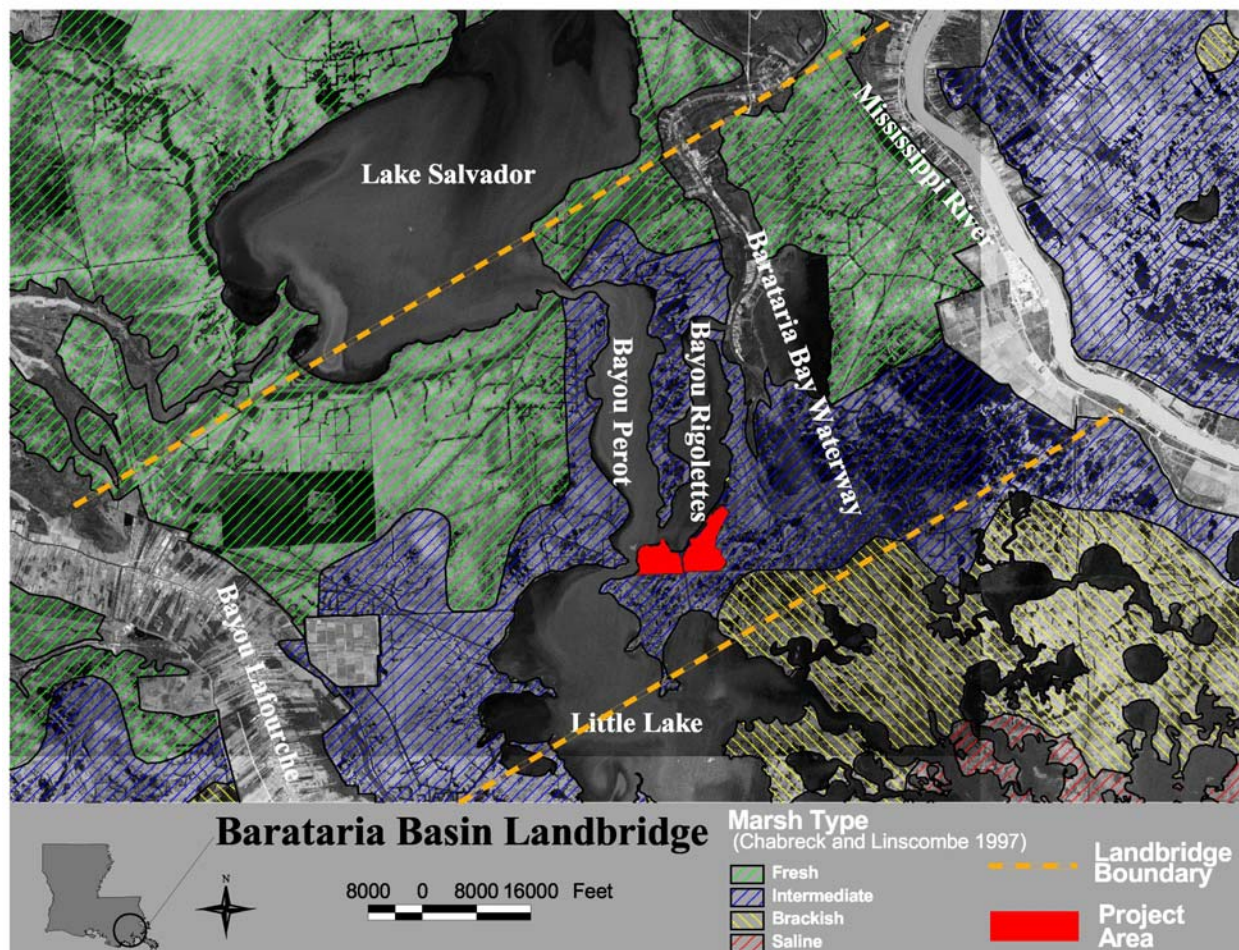 Lake Salvador
Mississippi River
Barataria Bay Waterway
Bayou Perot
Bayou Rigolettes
Bayou Lafourche
Little Lake
Barataria Basin Landbridge
N
8000 0 8000 16000 Feet
Marsh Type
(Chabreck and Linscombe 1997)
Fresh
Intermediate
Brackish
Saline
Landbridge
Boundary
Project
Area